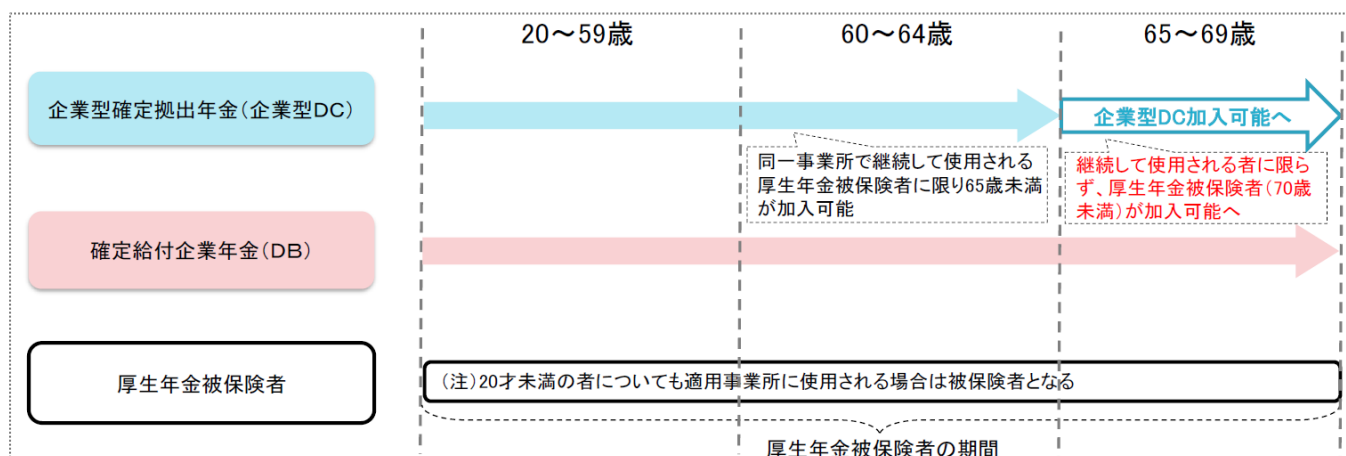 20～59歳
60～64歳
65～69歳
企業型確定拠出年金（企業型DC）
企業型DC加入可能へ
同一事業所で継続して使用される
厚生年金被保険者に限り65歳未満
が加入可能
継続して使用される者に限ら
ず、厚生年金被保険者（70歳
未満）が加入可能へ
確定給付企業年金（DB）
厚生年金被保険者
（注）20才未満の者についても適用事業所に使用される場合は被保険者となる
厚生年金被保険者の期間